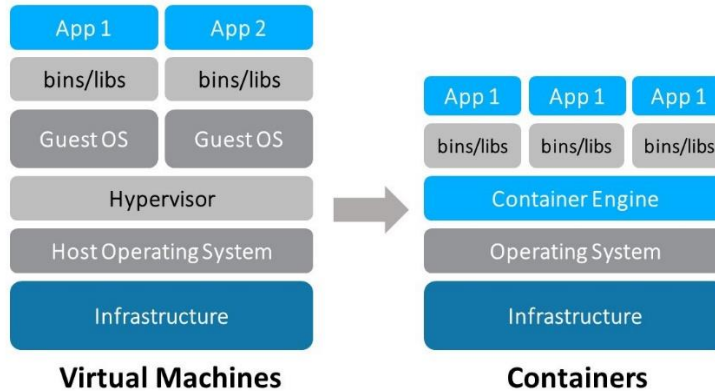 App 1 App 2
bins/libs bins/libs
Guest OS Guest OS
Hypervisor
Host Operating System
Infrastructure
Virtual Machines
App 1 App 1 App 1
bins/libs bins/libs bins/libs
Container Engine
Operating System
Infrastructure
Containers